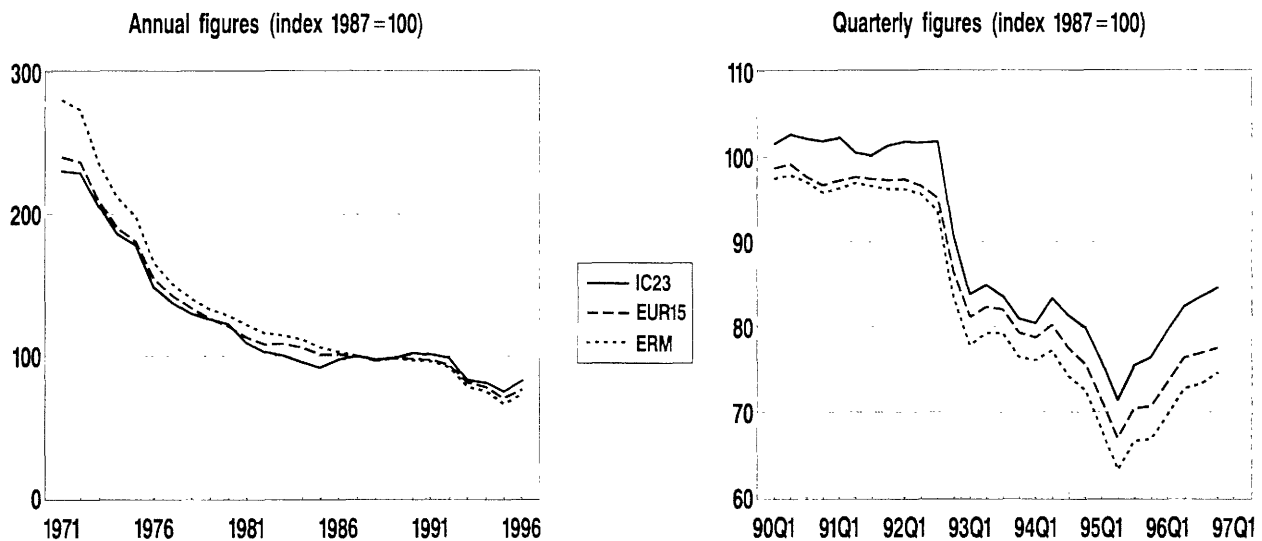 Annual figures (index 1987=100)
300
200
100
0
1971 1976 1981 1986 1991 1996
IC23
EUR15
ERM
Quarterly figures (index 1987=100)
110
100
90
80
70
60
90Q1 91Q1 92Q1 93Q1 94Q1 95Q1 96Q1 97Q1